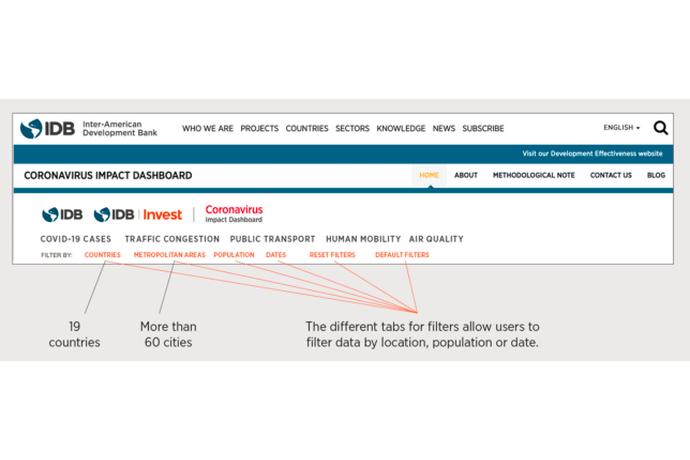 IDB Inter-American
Development Bank
WHO WE ARE PROJECTS COUNTRIES SECTORS KNOWLEDGE NEWS SUBSCRIBE
ENGLISH
Visit our Development Effectiveness website
CORONAVIRUS IMPACT DASHBOARD
HOME ABOUT METHODOLOGICAL NOTE CONTACT US BLOG
IDB IDB Invest Coronavirus
Impact Dashboard
COVID-19 CASES TRAFFIC CONGESTION PUBLIC TRANSPORT HUMAN MOBILITY AIR QUALITY
FILTER BY: COUNTRIES METROPOLITAN AREAS POPULATION DATES RESET FILTERS DEFAULT FILTERS
19
countries
More than
60 cities
The different tabs for filters allow users to
filter data by location, population or date.